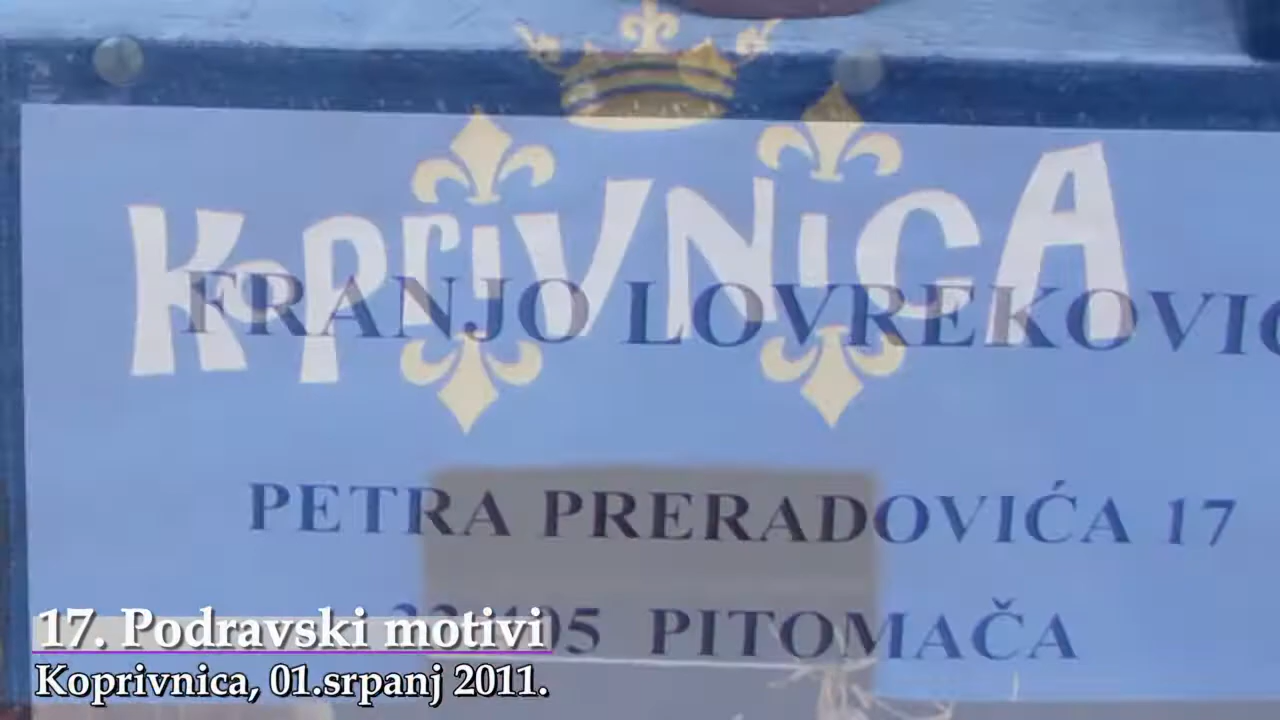 KoPriVNiCA
FRANJO LOVREKOVIĆ
PETRA PRERADOVIĆA 17
PITOMAČA
17. Podravski motivi
Koprivnica, 01.srpanj 2011.